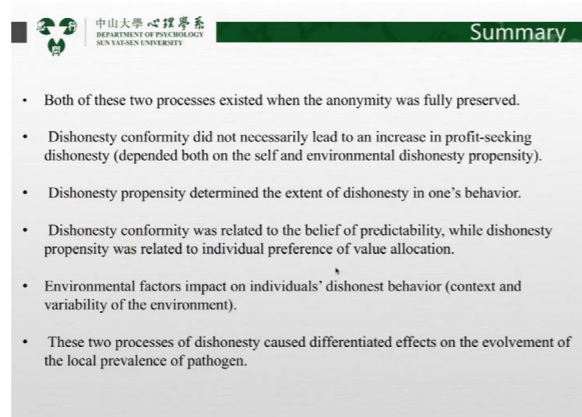 中山大學 心理學系
DEPARTMENT OF PSYCHOLOGY
SUN YAT-SEN UNIVERSITY
Summary
• Both of these two processes existed when the anonymity was fully preserved.
• Dishonesty conformity did not necessarily lead to an increase in profit-seeking
dishonesty (depended both on the self and environmental dishonesty propensity).
• Dishonesty propensity determined the extent of dishonesty in one's behavior.
• Dishonesty conformity was related to the belief of predictability, while dishonesty
propensity was related to individual preference of value allocation.
• Environmental factors impact on individuals' dishonest behavior (context and
variability of the environment).
• These two processes of dishonesty caused differentiated effects on the evolvement of
the local prevalence of pathogen.